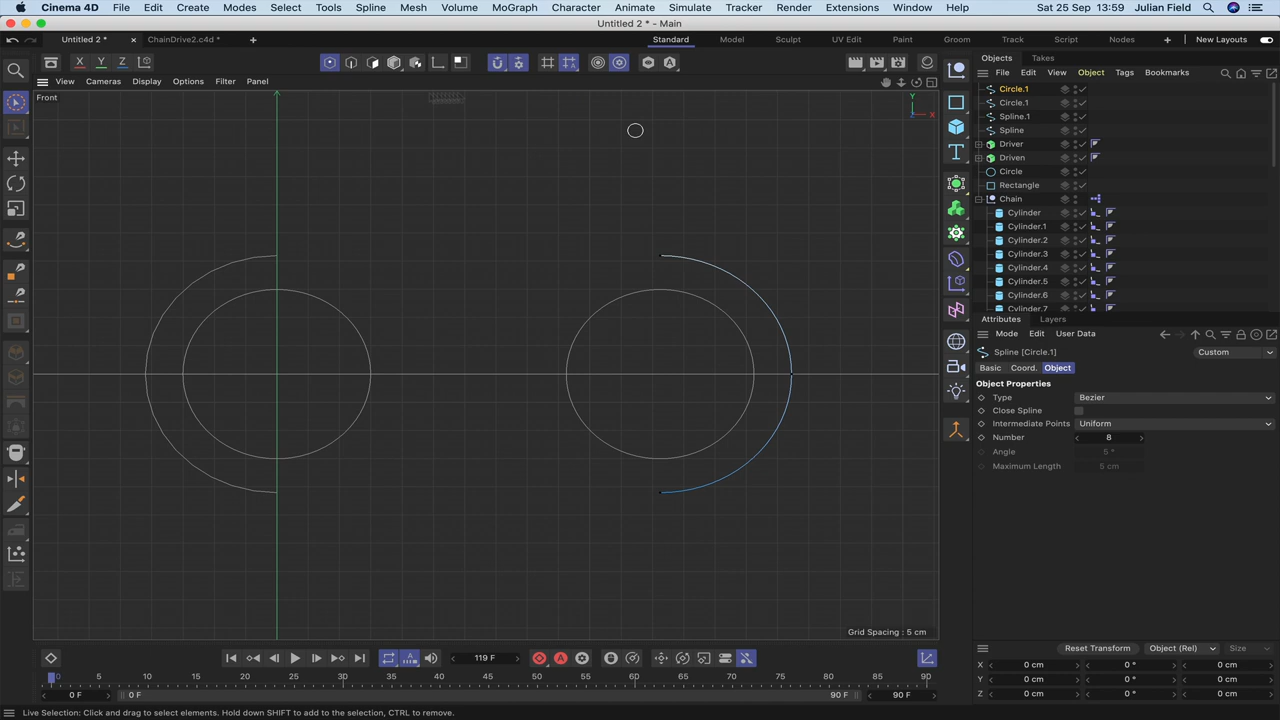 Cinema 4D File Edit Create Modes Select Tools Spline Mesh Volume MoGraph Character Animate Simulate Tracker Render Extensions Window Help Sat 25 Sep 13:59 Julian Field
Untitled 2 * - Main
Untitled 2 * ChainDrive2.c4d * Standard Model Sculpt UV Edit Paint Groom Track Script Nodes New Layouts
X Y Z
Objects Takes
File Edit View Object Tags Bookmarks
View Cameras Display Options Filter Panel
Front
Y
X
Circle.1
Circle.1
Spline.1
Spline
Driver
Driven
Circle
Rectangle
Chain
Cylinder
Cylinder.1
Cylinder.2
Cylinder.3
Cylinder.4
Cylinder.5
Cylinder.6
Cylinder.7
Attributes Layers
Mode Edit User Data
Spline [Circle.1] Custom
Basic Coord. Object
Object Properties
Type Bezier
Close Spline
Intermediate Points Uniform
Number 8
Angle 5 °
Maximum Length 5 cm
Grid Spacing : 5 cm
Reset Transform Object (Rel) Size
119 F
X 0 cm 0 ° 0 cm
Y 0 cm 0 ° 0 cm
Z 0 cm 0 ° 0 cm
0 5 10 15 20 25 30 35 40 45 50 55 60 65 70 75 80 85 90
0 F 0 F 90 F 90 F
Live Selection: Click and drag to select elements. Hold down SHIFT to add to the selection, CTRL to remove.